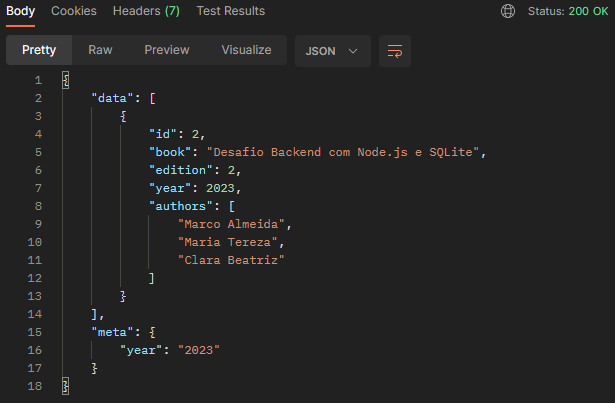 Body Cookies Headers (7) Test Results Status: 200 OK
Pretty Raw Preview Visualize JSON
1 {
2 "data": [
3 {
4 "id": 2,
5 "book": "Desafio Backend com Node.js e SQLite",
6 "edition": 2,
7 "year": 2023,
8 "authors": [
9 "Marco Almeida",
10 "Maria Tereza",
11 "Clara Beatriz"
12 ]
13 }
14 ],
15 "meta": {
16 "year": "2023"
17 }
18 }